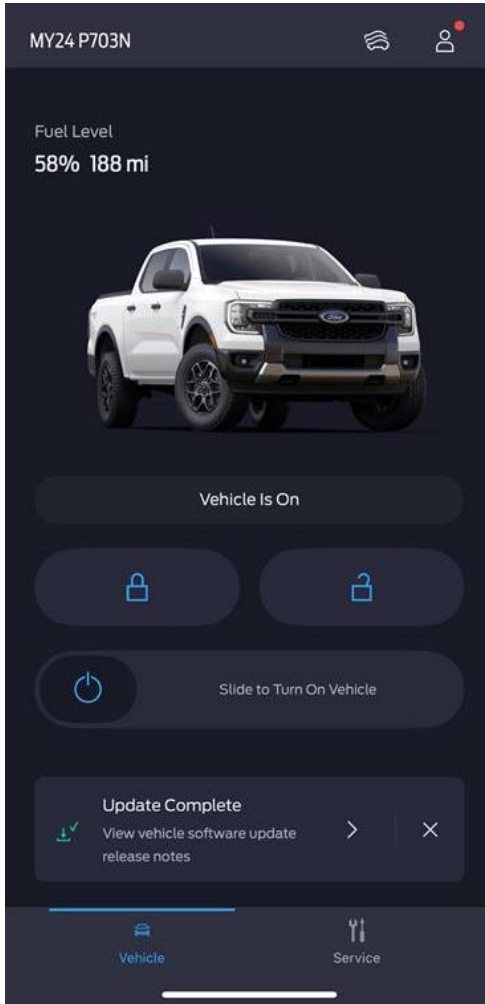 MY24 P703N
Fuel Level
58% 188 mi
Ford
Vehicle Is On
Slide to Turn On Vehicle
Update Complete
View vehicle software update
release notes
Vehicle
Service